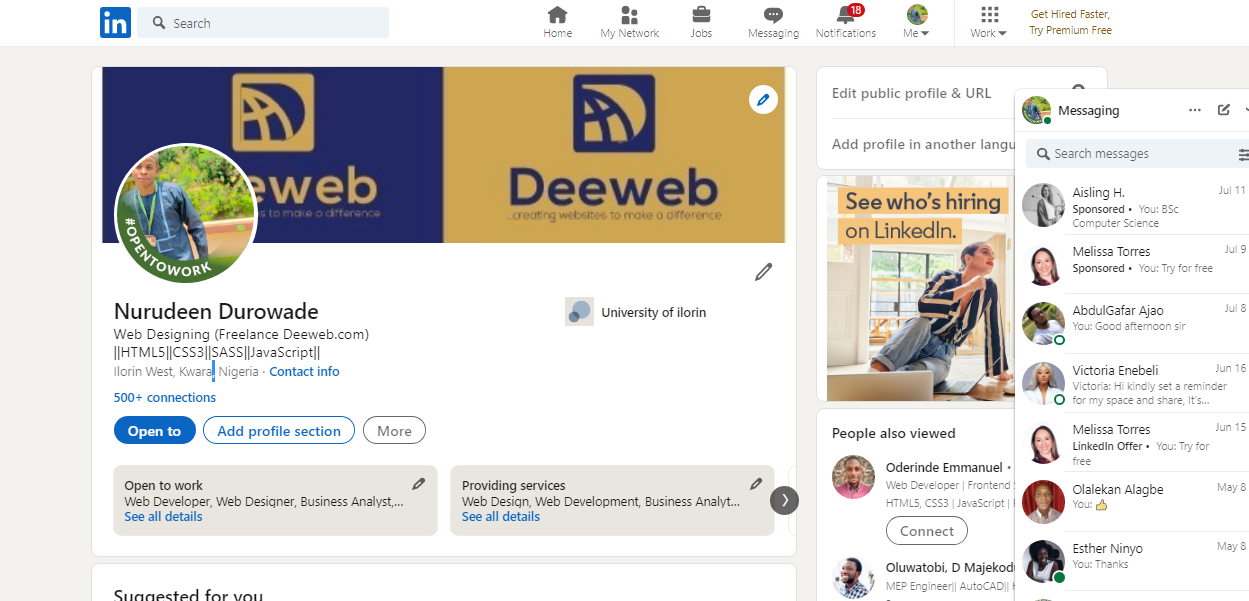 in
Search
Home
My Network
Jobs
Messaging
18
Notifications
Me
Work
Get Hired Faster,
Try Premium Free
eweb
s to make a difference
Deeweb
...creating websites to make a difference
#OPENTOWORK
Nurudeen Durowade
Web Designing (Freelance Deeweb.com)
||HTML5||CSS3||SASS||JavaScript||
Ilorin West, Kwara, Nigeria · Contact info
500+ connections
University of ilorin
Open to
Add profile section
More
Open to work
Web Developer, Web Designer, Business Analyst,...
See all details
Providing services
Web Design, Web Development, Business Analyt...
See all details
Suggested for you
Edit public profile & URL
Add profile in another langu
See who's hiring
on LinkedIn.
People also viewed
Oderinde Emmanuel •
Web Developer | Frontend
HTML5, CSS3 | JavaScript |
Connect
Oluwatobi, D Majekod
MEP Engineer|| AutoCAD||
Messaging
Search messages
Aisling H.
Jul 11
Sponsored • You: BSc
Computer Science
Melissa Torres
Jul 9
Sponsored • You: Try for free
AbdulGafar Ajao
Jul 8
You: Good afternoon sir
Victoria Enebeli
Jun 16
Victoria: Hi kindly set a reminder
for my space and share, It's...
Melissa Torres
Jun 15
LinkedIn Offer • You: Try for
free
Olalekan Alagbe
May 8
You: 👍
Esther Ninyo
May 8
You: Thanks